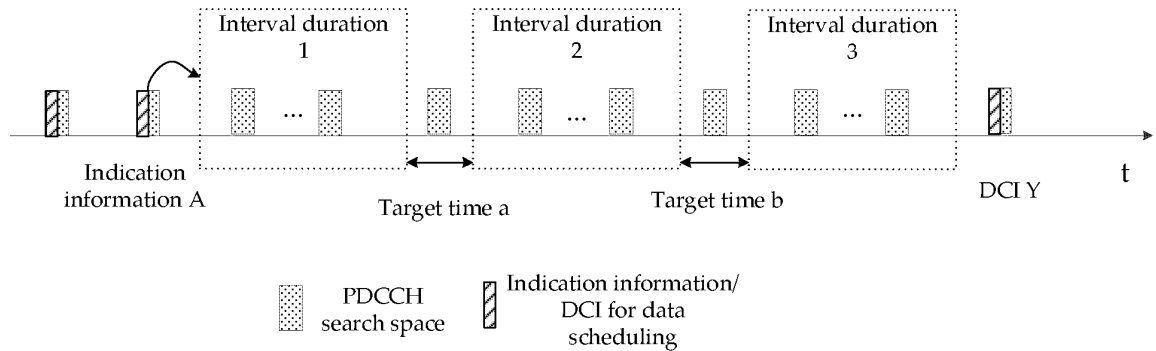 Interval duration
1
Interval duration
2
Interval duration
3
...
...
...
Indication
information A
Target time a
Target time b
DCI Y
t
PDCCH
search space
Indication information/
DCI for data
scheduling